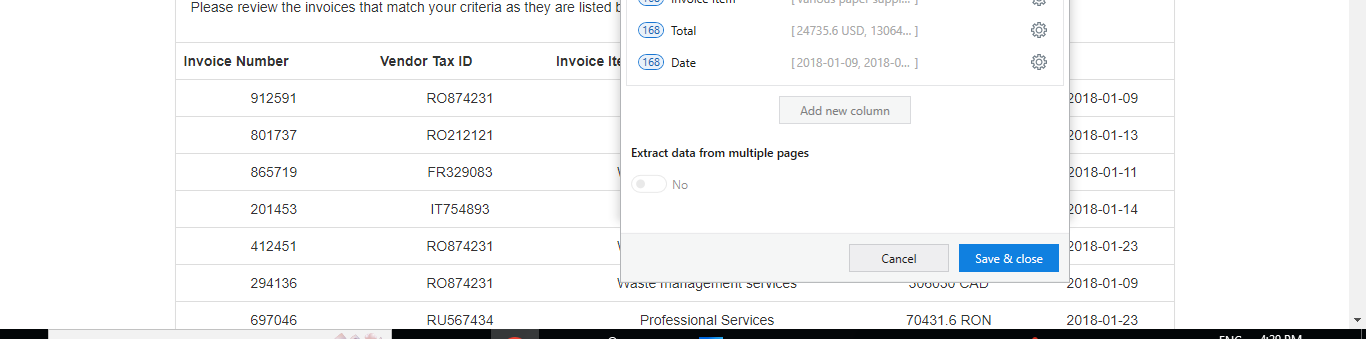 Please review the invoices that match your criteria as they are listed b
Invoice Item [ Various paper suppl... ]
168 Total [ 24735.6 USD, 13064... ]
168 Date [ 2018-01-09, 2018-0... ]
Add new column
Extract data from multiple pages
No
Cancel Save & close
Invoice Number Vendor Tax ID Invoice Ite
912591 RO874231 2018-01-09
801737 RO212121 2018-01-13
865719 FR329083 2018-01-11
201453 IT754893 2018-01-14
412451 RO874231 2018-01-23
294136 RO874231 Waste management services 306030 CAD 2018-01-09
697046 RU567434 Professional Services 70431.6 RON 2018-01-23
ENG 4:20 PM